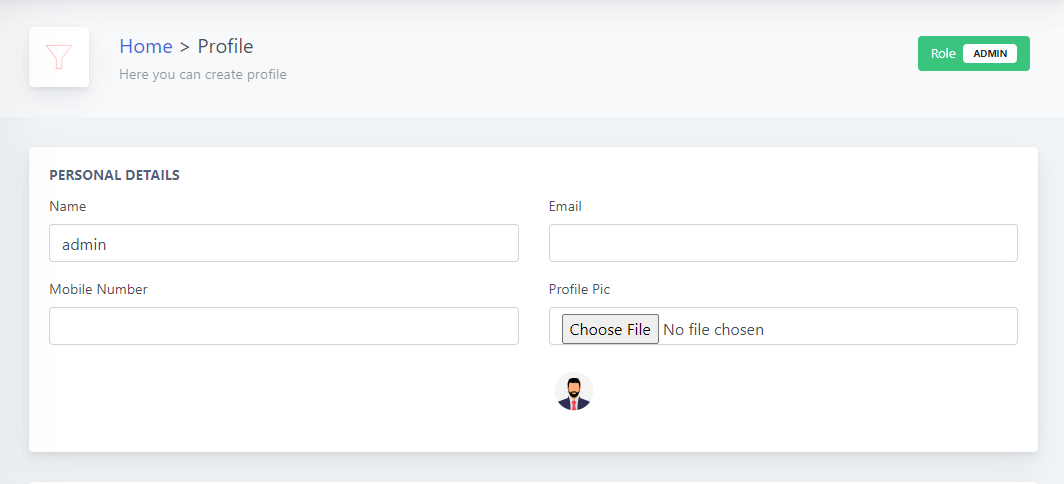 Home > Profile
Here you can create profile
Role ADMIN
PERSONAL DETAILS
Name
admin
Email
Mobile Number
Profile Pic
Choose File No file chosen